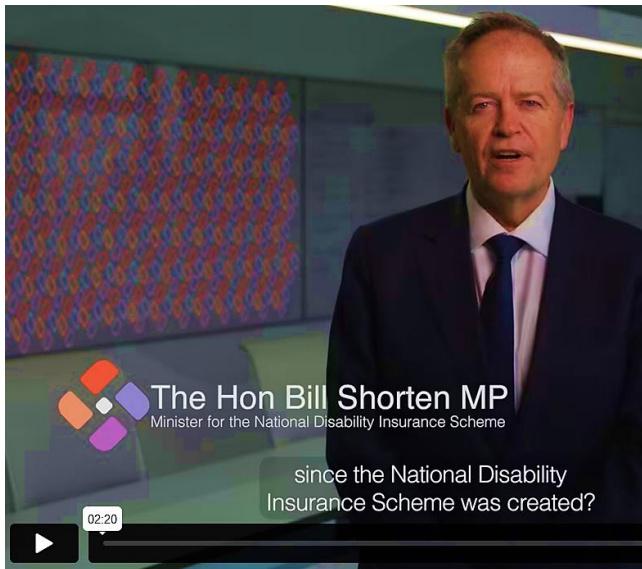 The Hon Bill Shorten MP
Minister for the National Disability Insurance Scheme
since the National Disability
Insurance Scheme was created?
02:20